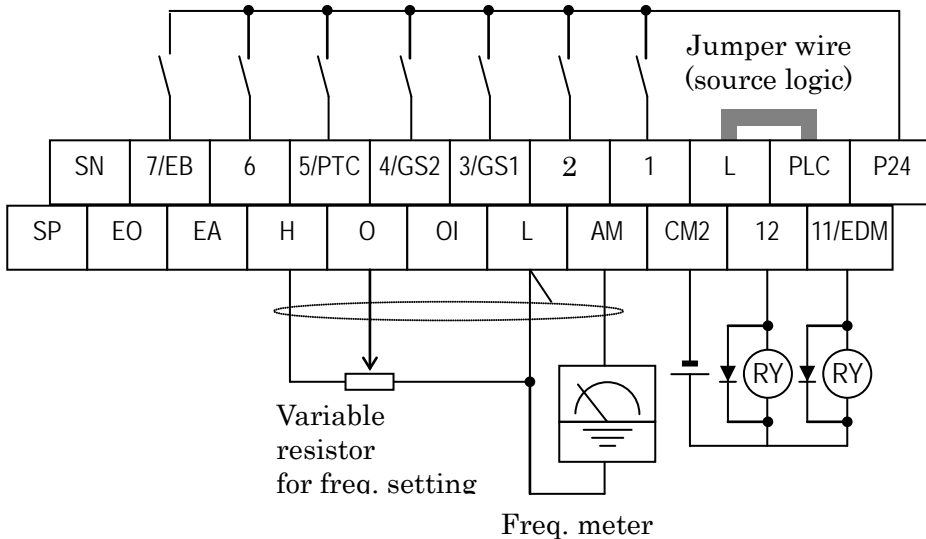 Jumper wire
(source logic)
SN 7/EB 6 5/PTC 4/GS2 3/GS1 2 1 L PLC P24
SP EO EA H O OI L AM CM2 12 11/EDM
RY RY
Variable
resistor
for freq. setting
Freq. meter